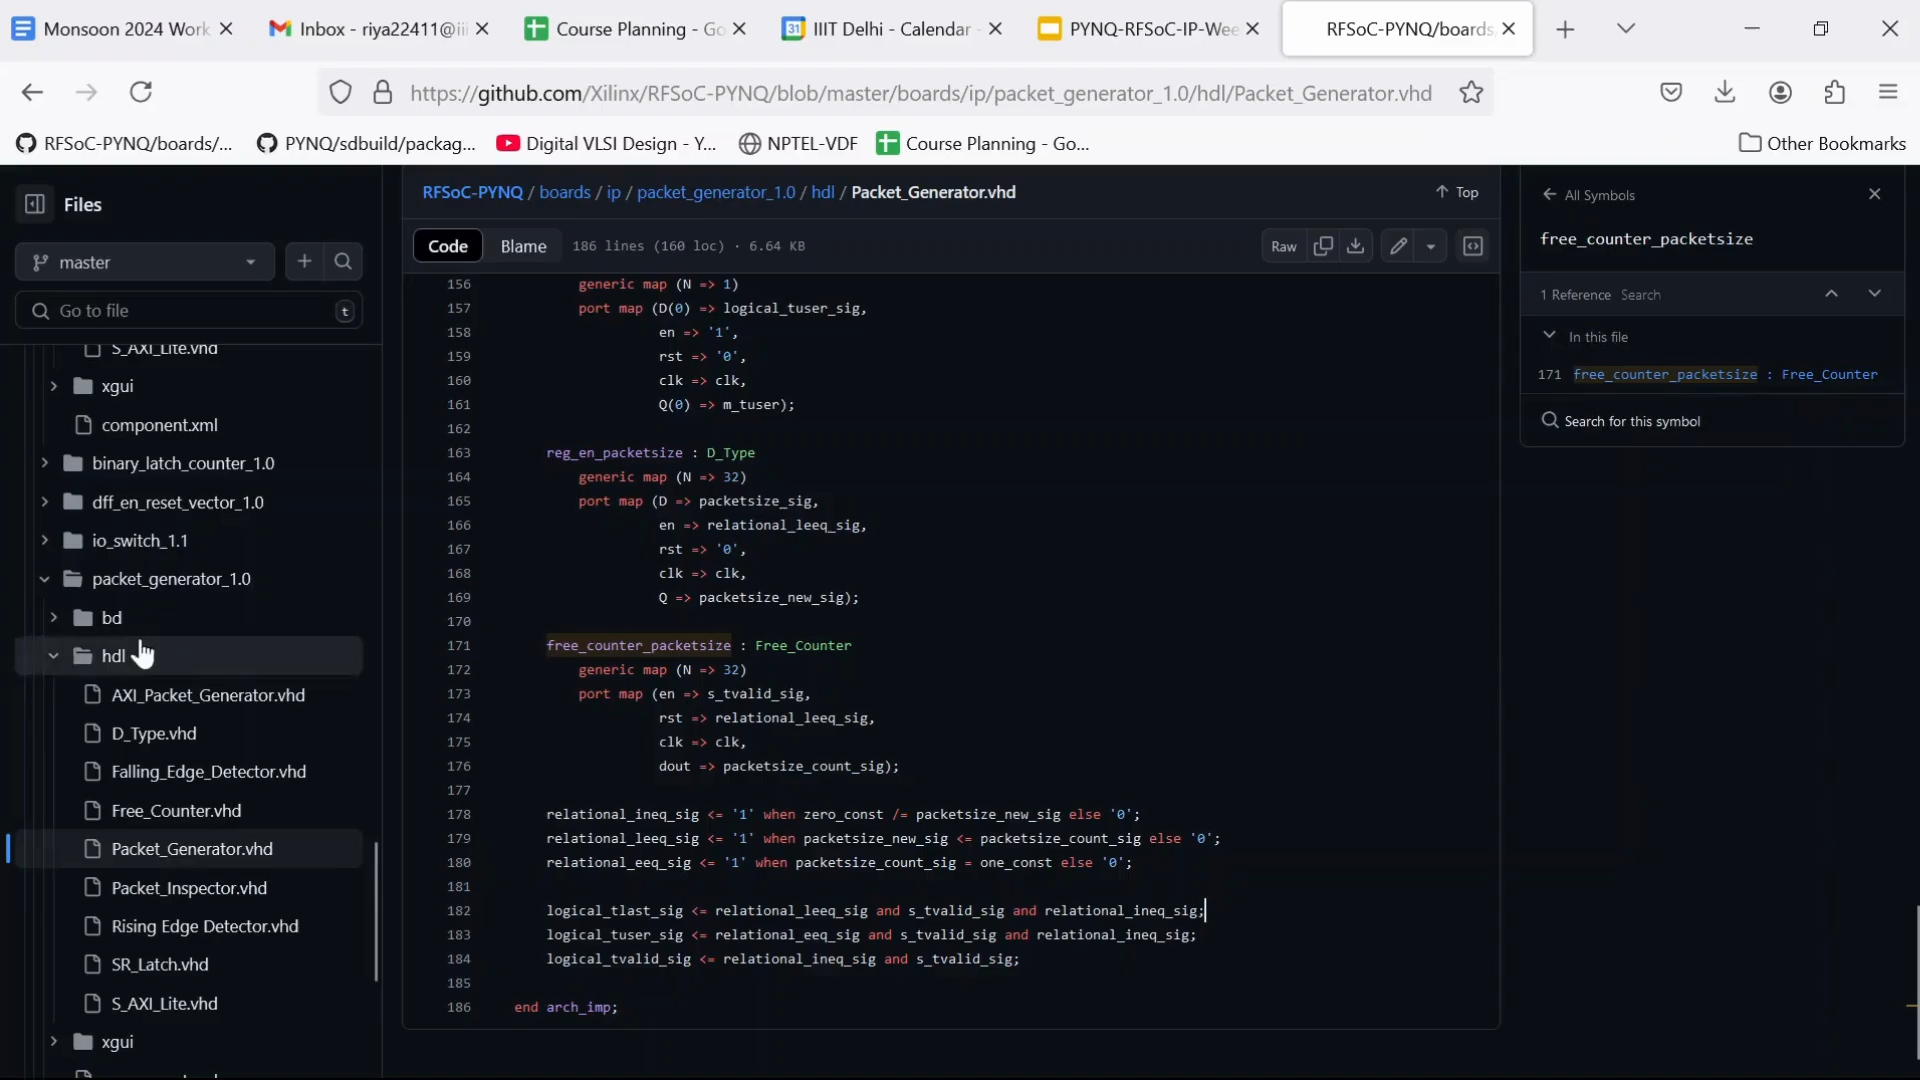 Monsoon 2024 Work
Inbox - riya22411@iii
Course Planning - Go
IIIT Delhi - Calendar
PYNQ-RFSoC-IP-Wee
RFSoC-PYNQ/boards
https://github.com/Xilinx/RFSoC-PYNQ/blob/master/boards/ip/packet_generator_1.0/hdl/Packet_Generator.vhd
RFSoC-PYNQ/boards/...
PYNQ/sdbuild/packag...
Digital VLSI Design - Y...
NPTEL-VDF
Course Planning - Go...
Other Bookmarks
Files
master
Go to file
t
S_AXI_Lite.vhd
xgui
component.xml
binary_latch_counter_1.0
dff_en_reset_vector_1.0
io_switch_1.1
packet_generator_1.0
bd
hdl
AXI_Packet_Generator.vhd
D_Type.vhd
Falling_Edge_Detector.vhd
Free_Counter.vhd
Packet_Generator.vhd
Packet_Inspector.vhd
Rising Edge Detector.vhd
SR_Latch.vhd
S_AXI_Lite.vhd
xgui
RFSoC-PYNQ / boards / ip / packet_generator_1.0 / hdl / Packet_Generator.vhd
Top
Code Blame 186 lines (160 loc) · 6.64 KB
Raw
156 generic map (N => 1)
157 port map (D(0) => logical_tuser_sig,
158 en => '1',
159 rst => '0',
160 clk => clk,
161 Q(0) => m_tuser);
162
163 reg_en_packetsize : D_Type
164 generic map (N => 32)
165 port map (D => packetsize_sig,
166 en => relational_leeq_sig,
167 rst => '0',
168 clk => clk,
169 Q => packetsize_new_sig);
170
171 free_counter_packetsize : Free_Counter
172 generic map (N => 32)
173 port map (en => s_tvalid_sig,
174 rst => relational_leeq_sig,
175 clk => clk,
176 dout => packetsize_count_sig);
177
178 relational_ineq_sig <= '1' when zero_const /= packetsize_new_sig else '0';
179 relational_leeq_sig <= '1' when packetsize_new_sig <= packetsize_count_sig else '0';
180 relational_eeq_sig <= '1' when packetsize_count_sig = one_const else '0';
181
182 logical_tlast_sig <= relational_leeq_sig and s_tvalid_sig and relational_ineq_sig;
183 logical_tuser_sig <= relational_eeq_sig and s_tvalid_sig and relational_ineq_sig;
184 logical_tvalid_sig <= relational_ineq_sig and s_tvalid_sig;
185
186 end arch_imp;
All Symbols
free_counter_packetsize
1 Reference Search
In this file
171 free_counter_packetsize : Free_Counter
Search for this symbol